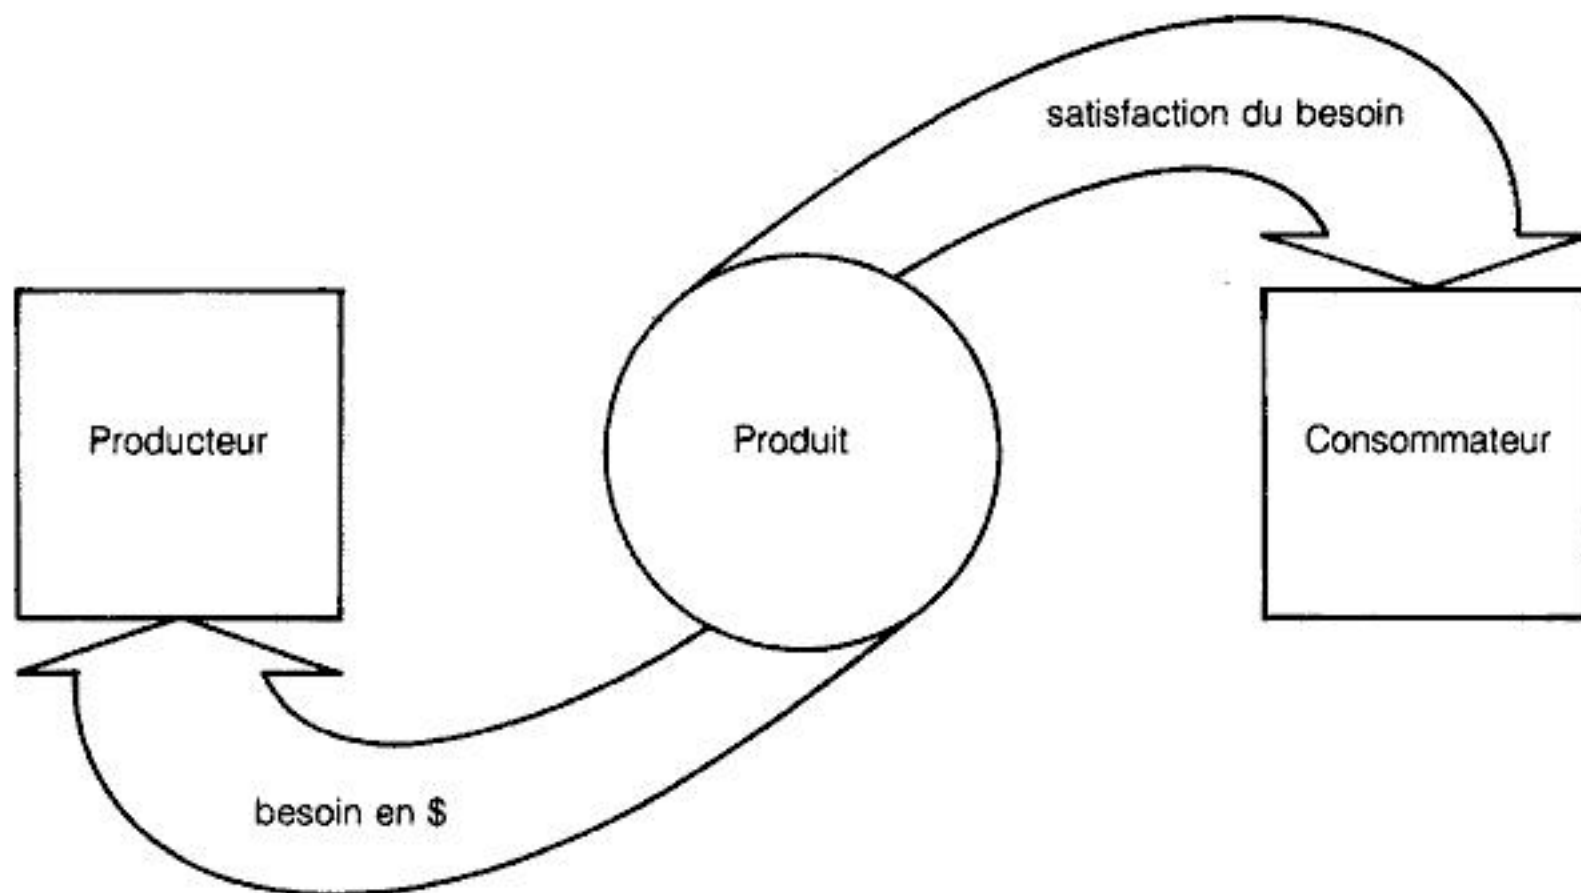 satisfaction du besoin
Producteur
Produit
Consommateur
besoin en $